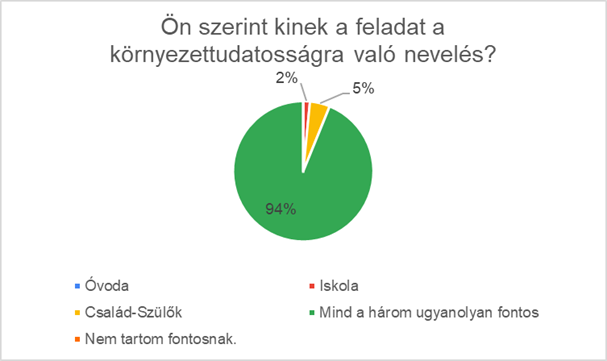 Ön szerint kinek a feladat a
környezettudatosságra való nevelés?
2%
5%
94%
Óvoda
Iskola
Család-Szülők
Mind a három ugyanolyan fontos
Nem tartom fontosnak.